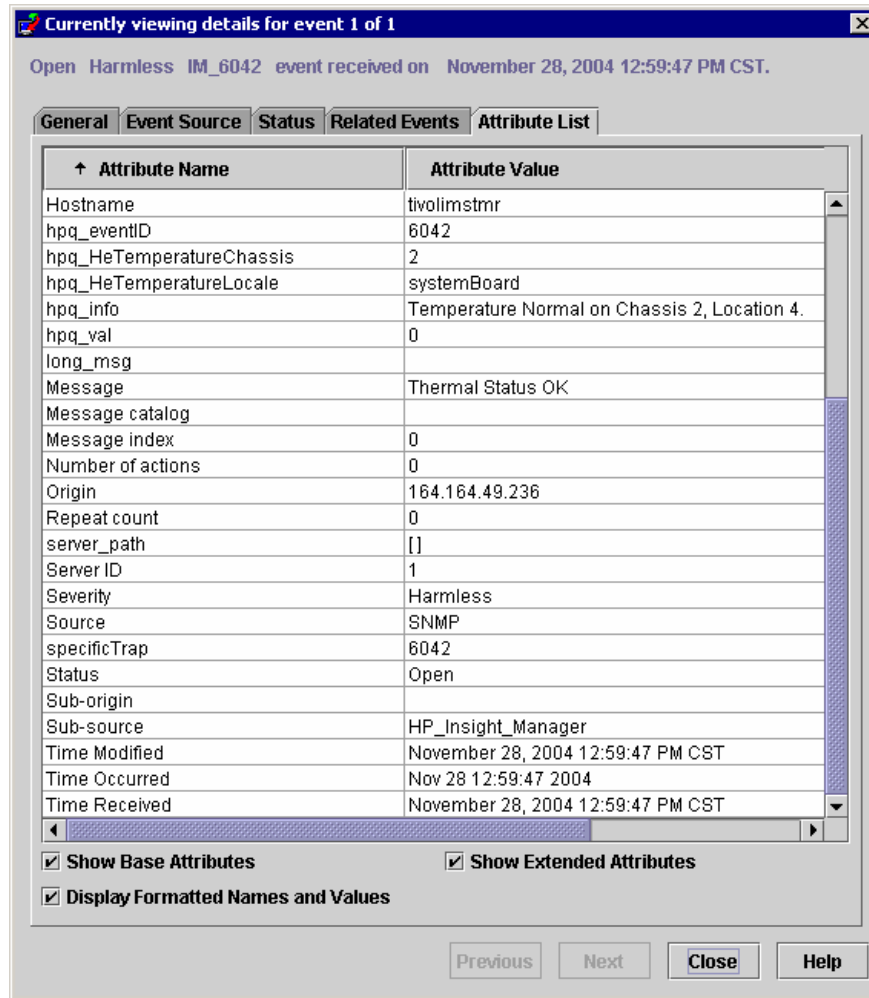 Currently viewing details for event 1 of 1
Open Harmless IM_6042 event received on November 28, 2004 12:59:47 PM CST.
General Event Source Status Related Events Attribute List
Attribute Name Attribute Value
Hostname tivolimstmr
hpq_eventID 6042
hpq_HeTemperatureChassis 2
hpq_HeTemperatureLocale systemBoard
hpq_info Temperature Normal on Chassis 2, Location 4.
hpq_val 0
long_msg
Message Thermal Status OK
Message catalog
Message index 0
Number of actions 0
Origin 164.164.49.236
Repeat count 0
server_path []
Server ID 1
Severity Harmless
Source SNMP
specificTrap 6042
Status Open
Sub-origin
Sub-source HP_Insight_Manager
Time Modified November 28, 2004 12:59:47 PM CST
Time Occurred Nov 28 12:59:47 2004
Time Received November 28, 2004 12:59:47 PM CST
Show Base Attributes Show Extended Attributes
Display Formatted Names and Values
Previous Next Close Help